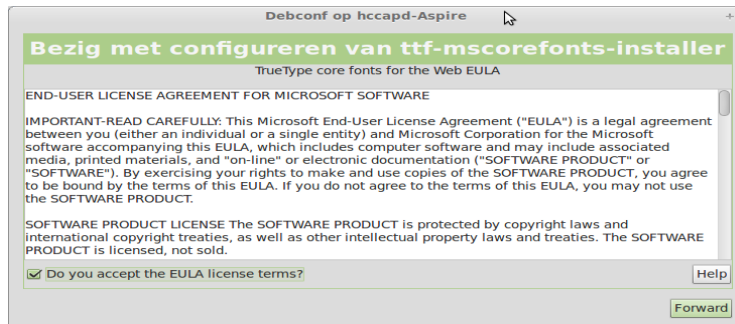 Debconf op hccapd-Aspire
Bezig met configureren van ttf-mscorefonts-installer
TrueType core fonts for the Web EULA
END-USER LICENSE AGREEMENT FOR MICROSOFT SOFTWARE
IMPORTANT-READ CAREFULLY: This Microsoft End-User License Agreement ("EULA") is a legal agreement
between you (either an individual or a single entity) and Microsoft Corporation for the Microsoft
software accompanying this EULA, which includes computer software and may include associated
media, printed materials, and "on-line" or electronic documentation ("SOFTWARE PRODUCT" or
"SOFTWARE"). By exercising your rights to make and use copies of the SOFTWARE PRODUCT, you agree
to be bound by the terms of this EULA. If you do not agree to the terms of this EULA, you may not use
the SOFTWARE PRODUCT.
SOFTWARE PRODUCT LICENSE The SOFTWARE PRODUCT is protected by copyright laws and
international copyright treaties, as well as other intellectual property laws and treaties. The SOFTWARE
PRODUCT is licensed, not sold.
Do you accept the EULA license terms?
Help
Forward